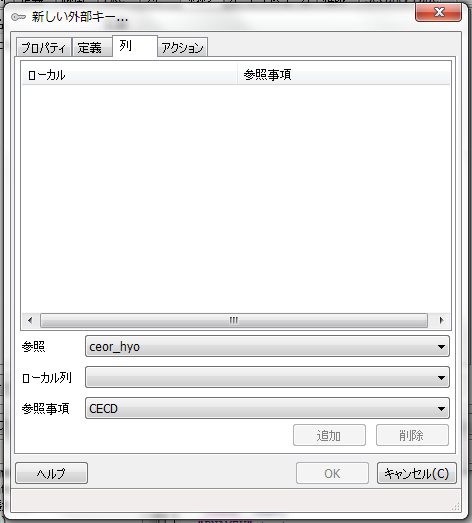 新しい外部キー...
プロパティ 定義 列 アクション
ローカル 参照事項
参照 ceor_hyo
ローカル列
参照事項 CECD
追加 削除
ヘルプ OK キャンセル(C)